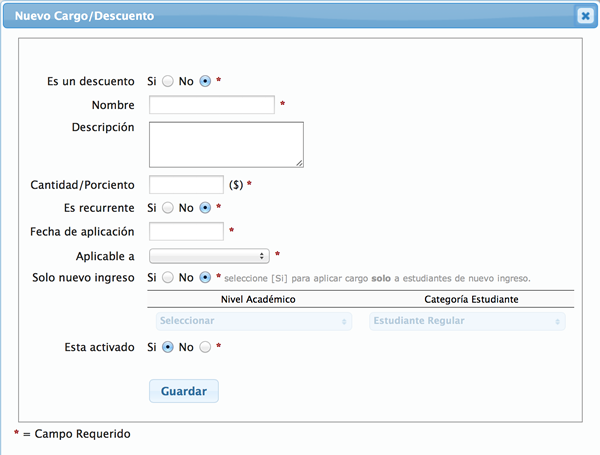 Nuevo Cargo/Descuento
Es un descuento Si No *
Nombre *
Descripción
Cantidad/Porciento ($) *
Es recurrente Si No *
Fecha de aplicación *
Aplicable a *
Solo nuevo ingreso Si No * seleccione [Si] para aplicar cargo solo a estudiantes de nuevo ingreso.
Nivel Académico Categoría Estudiante
Seleccionar Estudiante Regular
Esta activado Si No *
Guardar
* = Campo Requerido